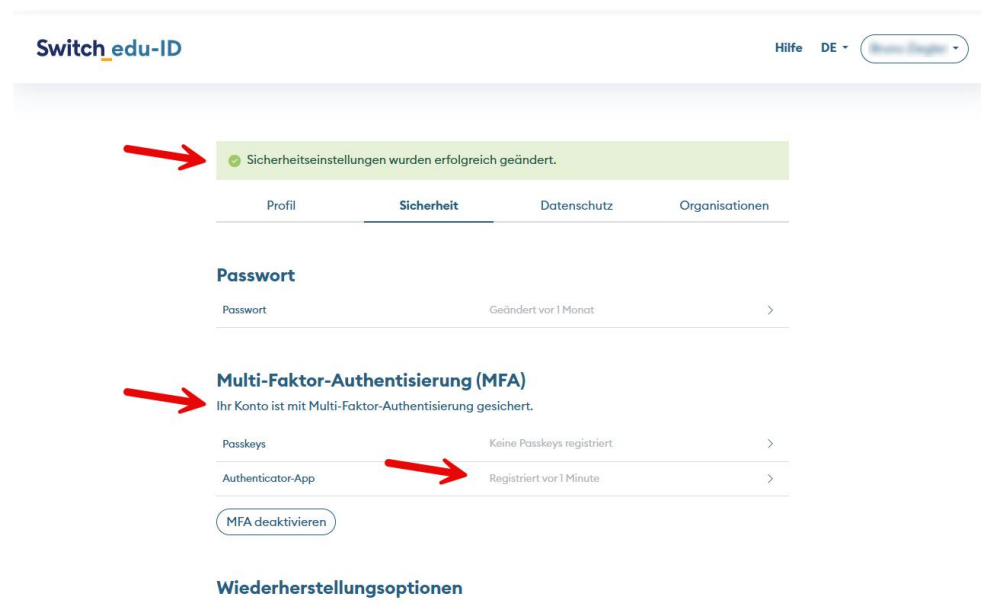 Switch edu-ID
Hilfe DE
Sicherheitseinstellungen wurden erfolgreich geändert.
Profil Sicherheit Datenschutz Organisationen
Passwort
Passwort Geändert vor 1 Monat
Multi-Faktor-Authentisierung (MFA)
Ihr Konto ist mit Multi-Faktor-Authentisierung gesichert.
Passkeys Keine Passkeys registriert
Authenticator-App Registriert vor 1 Minute
MFA deaktivieren
Wiederherstellungsoptionen